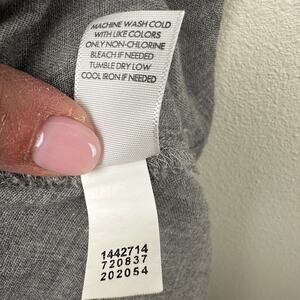 MACHINE WASH COLD
WITH LIKE COLORS
ONLY NON-CHLORINE
BLEACH IF NEEDED
TUMBLE DRY LOW
COOL IRON IF NEEDED
1442714
720837
202054